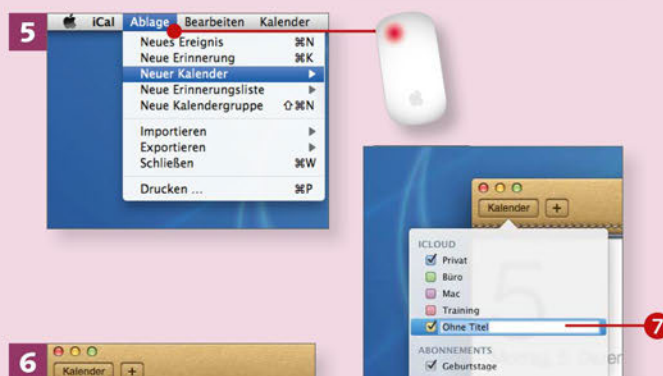 5
iCal Ablage Bearbeiten Kalender
Neues Ereignis ⌘N
Neue Erinnerung ⌘K
Neuer Kalender ▶
Neue Erinnerungsliste ▶
Neue Kalendergruppe ⇧⌘N
Importieren ▶
Exportieren ▶
Schließen ⌘W
Drucken ... ⌘P
Kalender +
ICLOUD
Privat
Büro
Mac
Training
Ohne Titel
7
ABONNEMENTS
Geburtstage
5
6
Kalender +